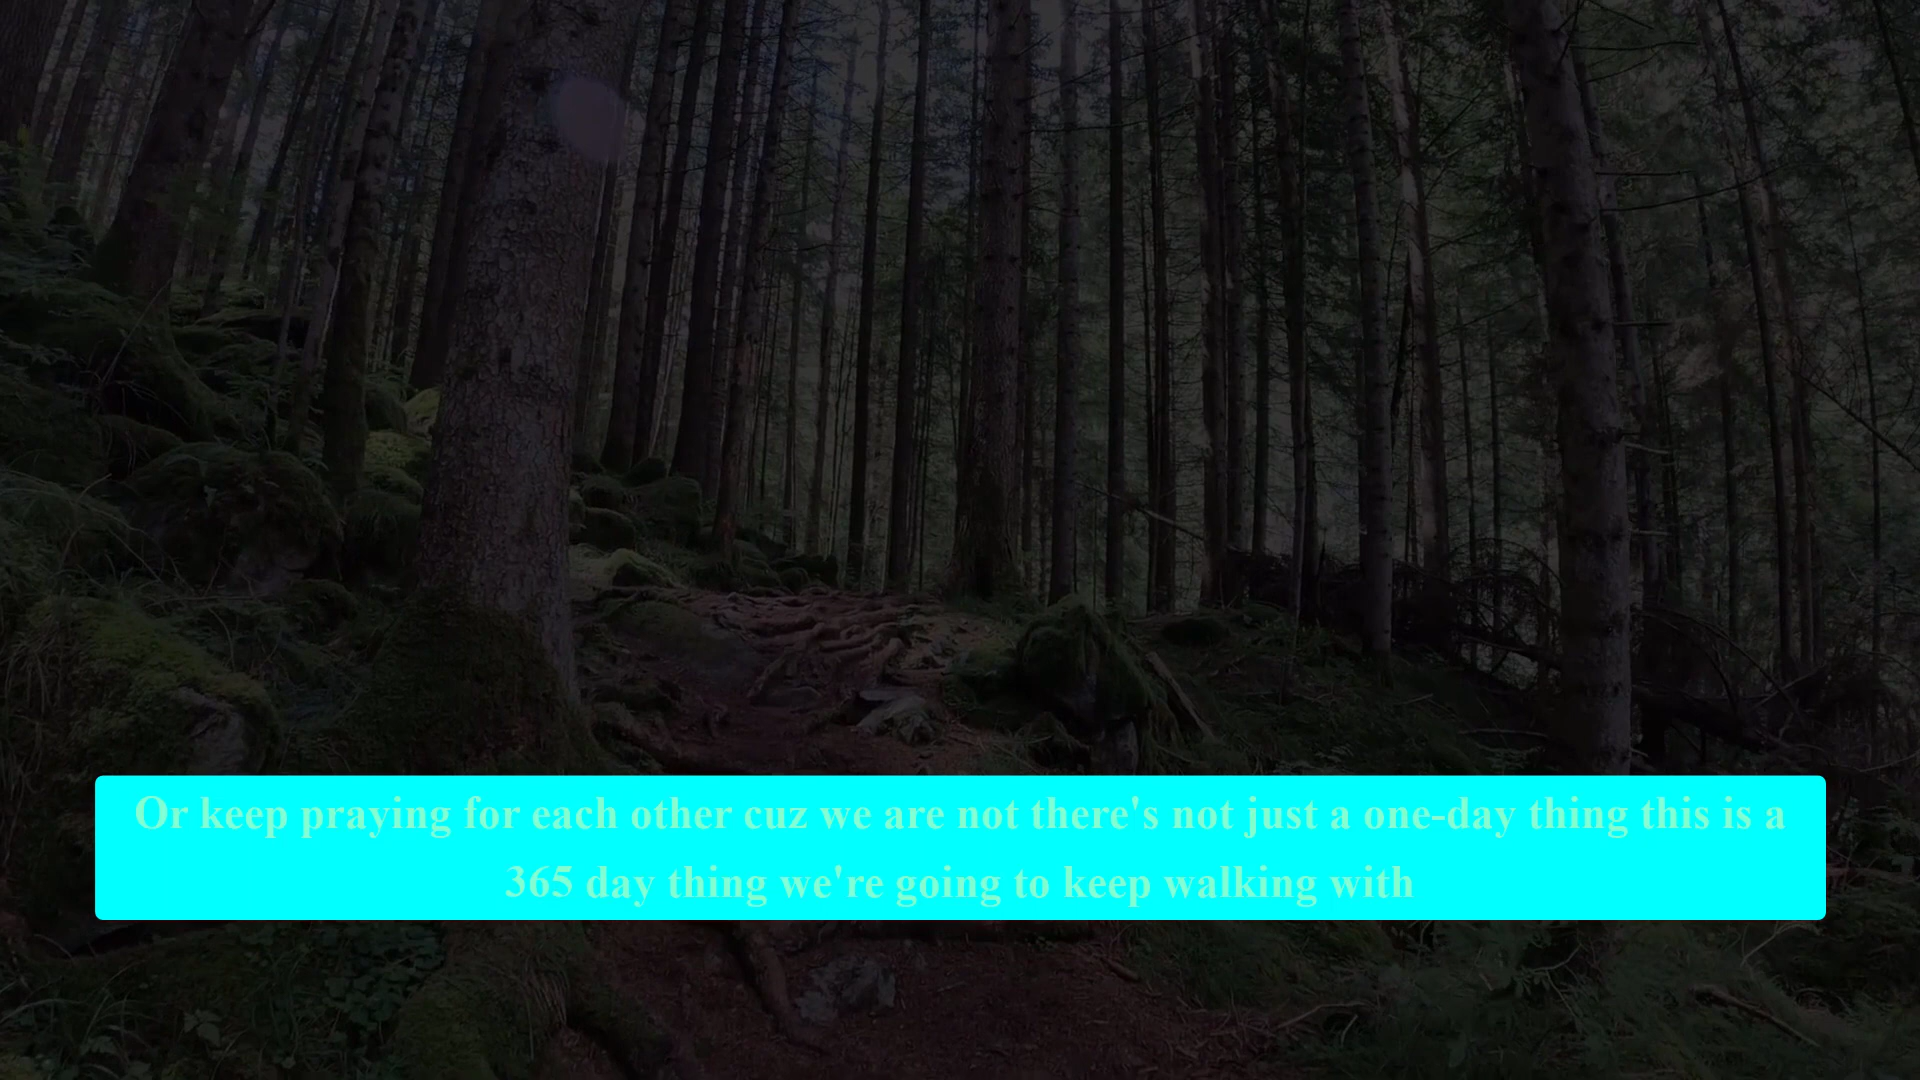 Or keep praying for each other cuz we are not there's not just a one-day thing this is a
365 day thing we're going to keep walking with